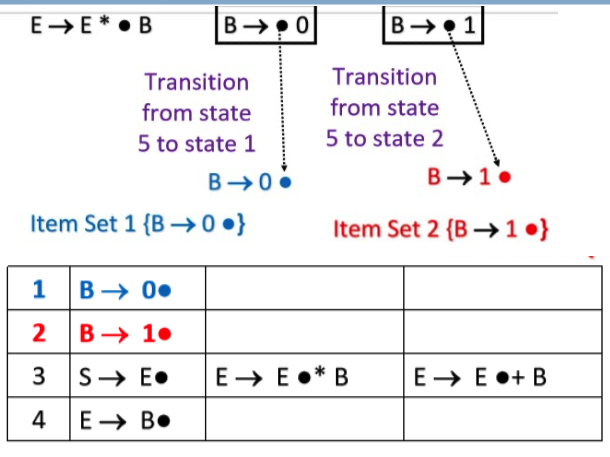 E → E * ● B B → ● 0 B → ● 1
Transition
from state
5 to state 1
Transition
from state
5 to state 2
B → 0 ●
B → 1 ●
Item Set 1 {B → 0 ●}
Item Set 2 {B → 1 ●}
1 B → 0●
2 B → 1●
3 S → E● E → E ●* B E → E ●+ B
4 E → B●